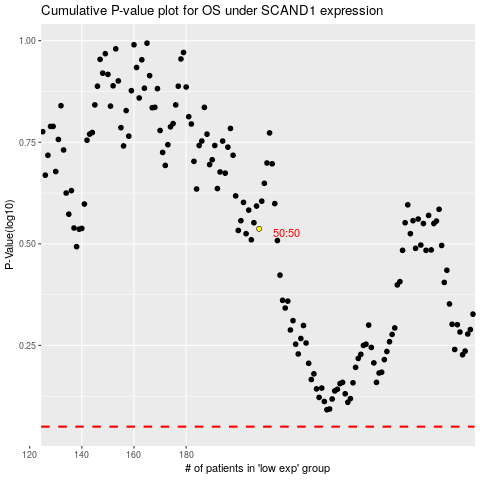 Cumulative P-value plot for OS under SCAND1 expression
P-Value(log10)
1.00
0.75
0.50
0.25
50:50
120 140 160 180
# of patients in 'low exp' group